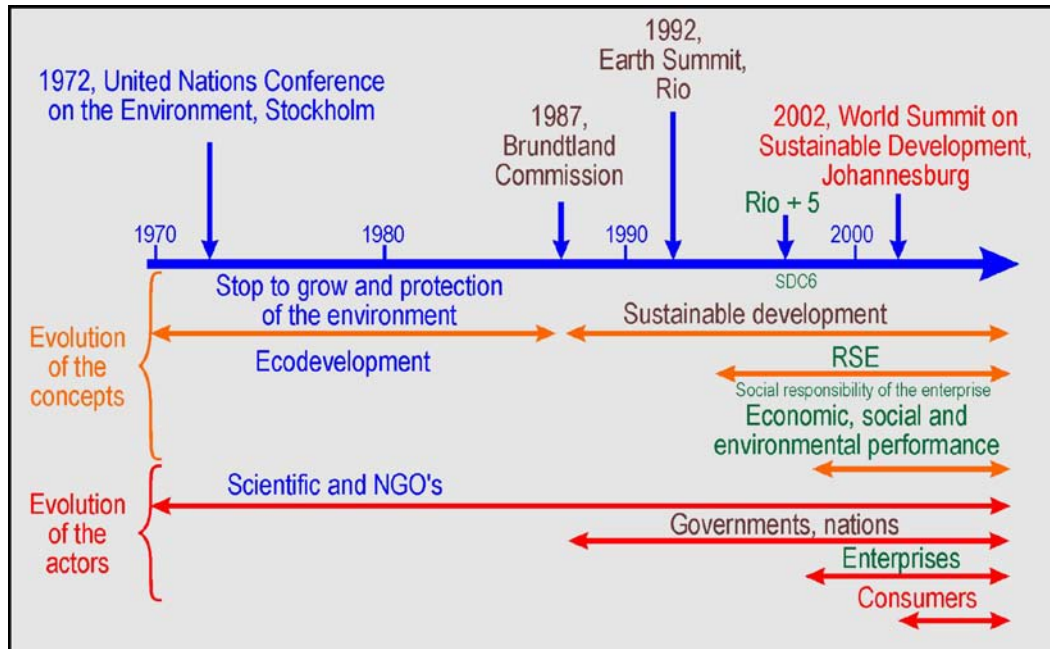 1972, United Nations Conference
on the Environment, Stockholm
1987,
Brundtland
Commission
1992,
Earth Summit,
Rio
Rio + 5
2002, World Summit on
Sustainable Development,
Johannesburg
1970
1980
1990
2000
SDC6
Evolution
of the
concepts
Stop to grow and protection
of the environment
Ecodevelopment
Sustainable development
RSE
Social responsibility of the enterprise
Economic, social and
environmental performance
Evolution
of the
actors
Scientific and NGO's
Governments, nations
Enterprises
Consumers